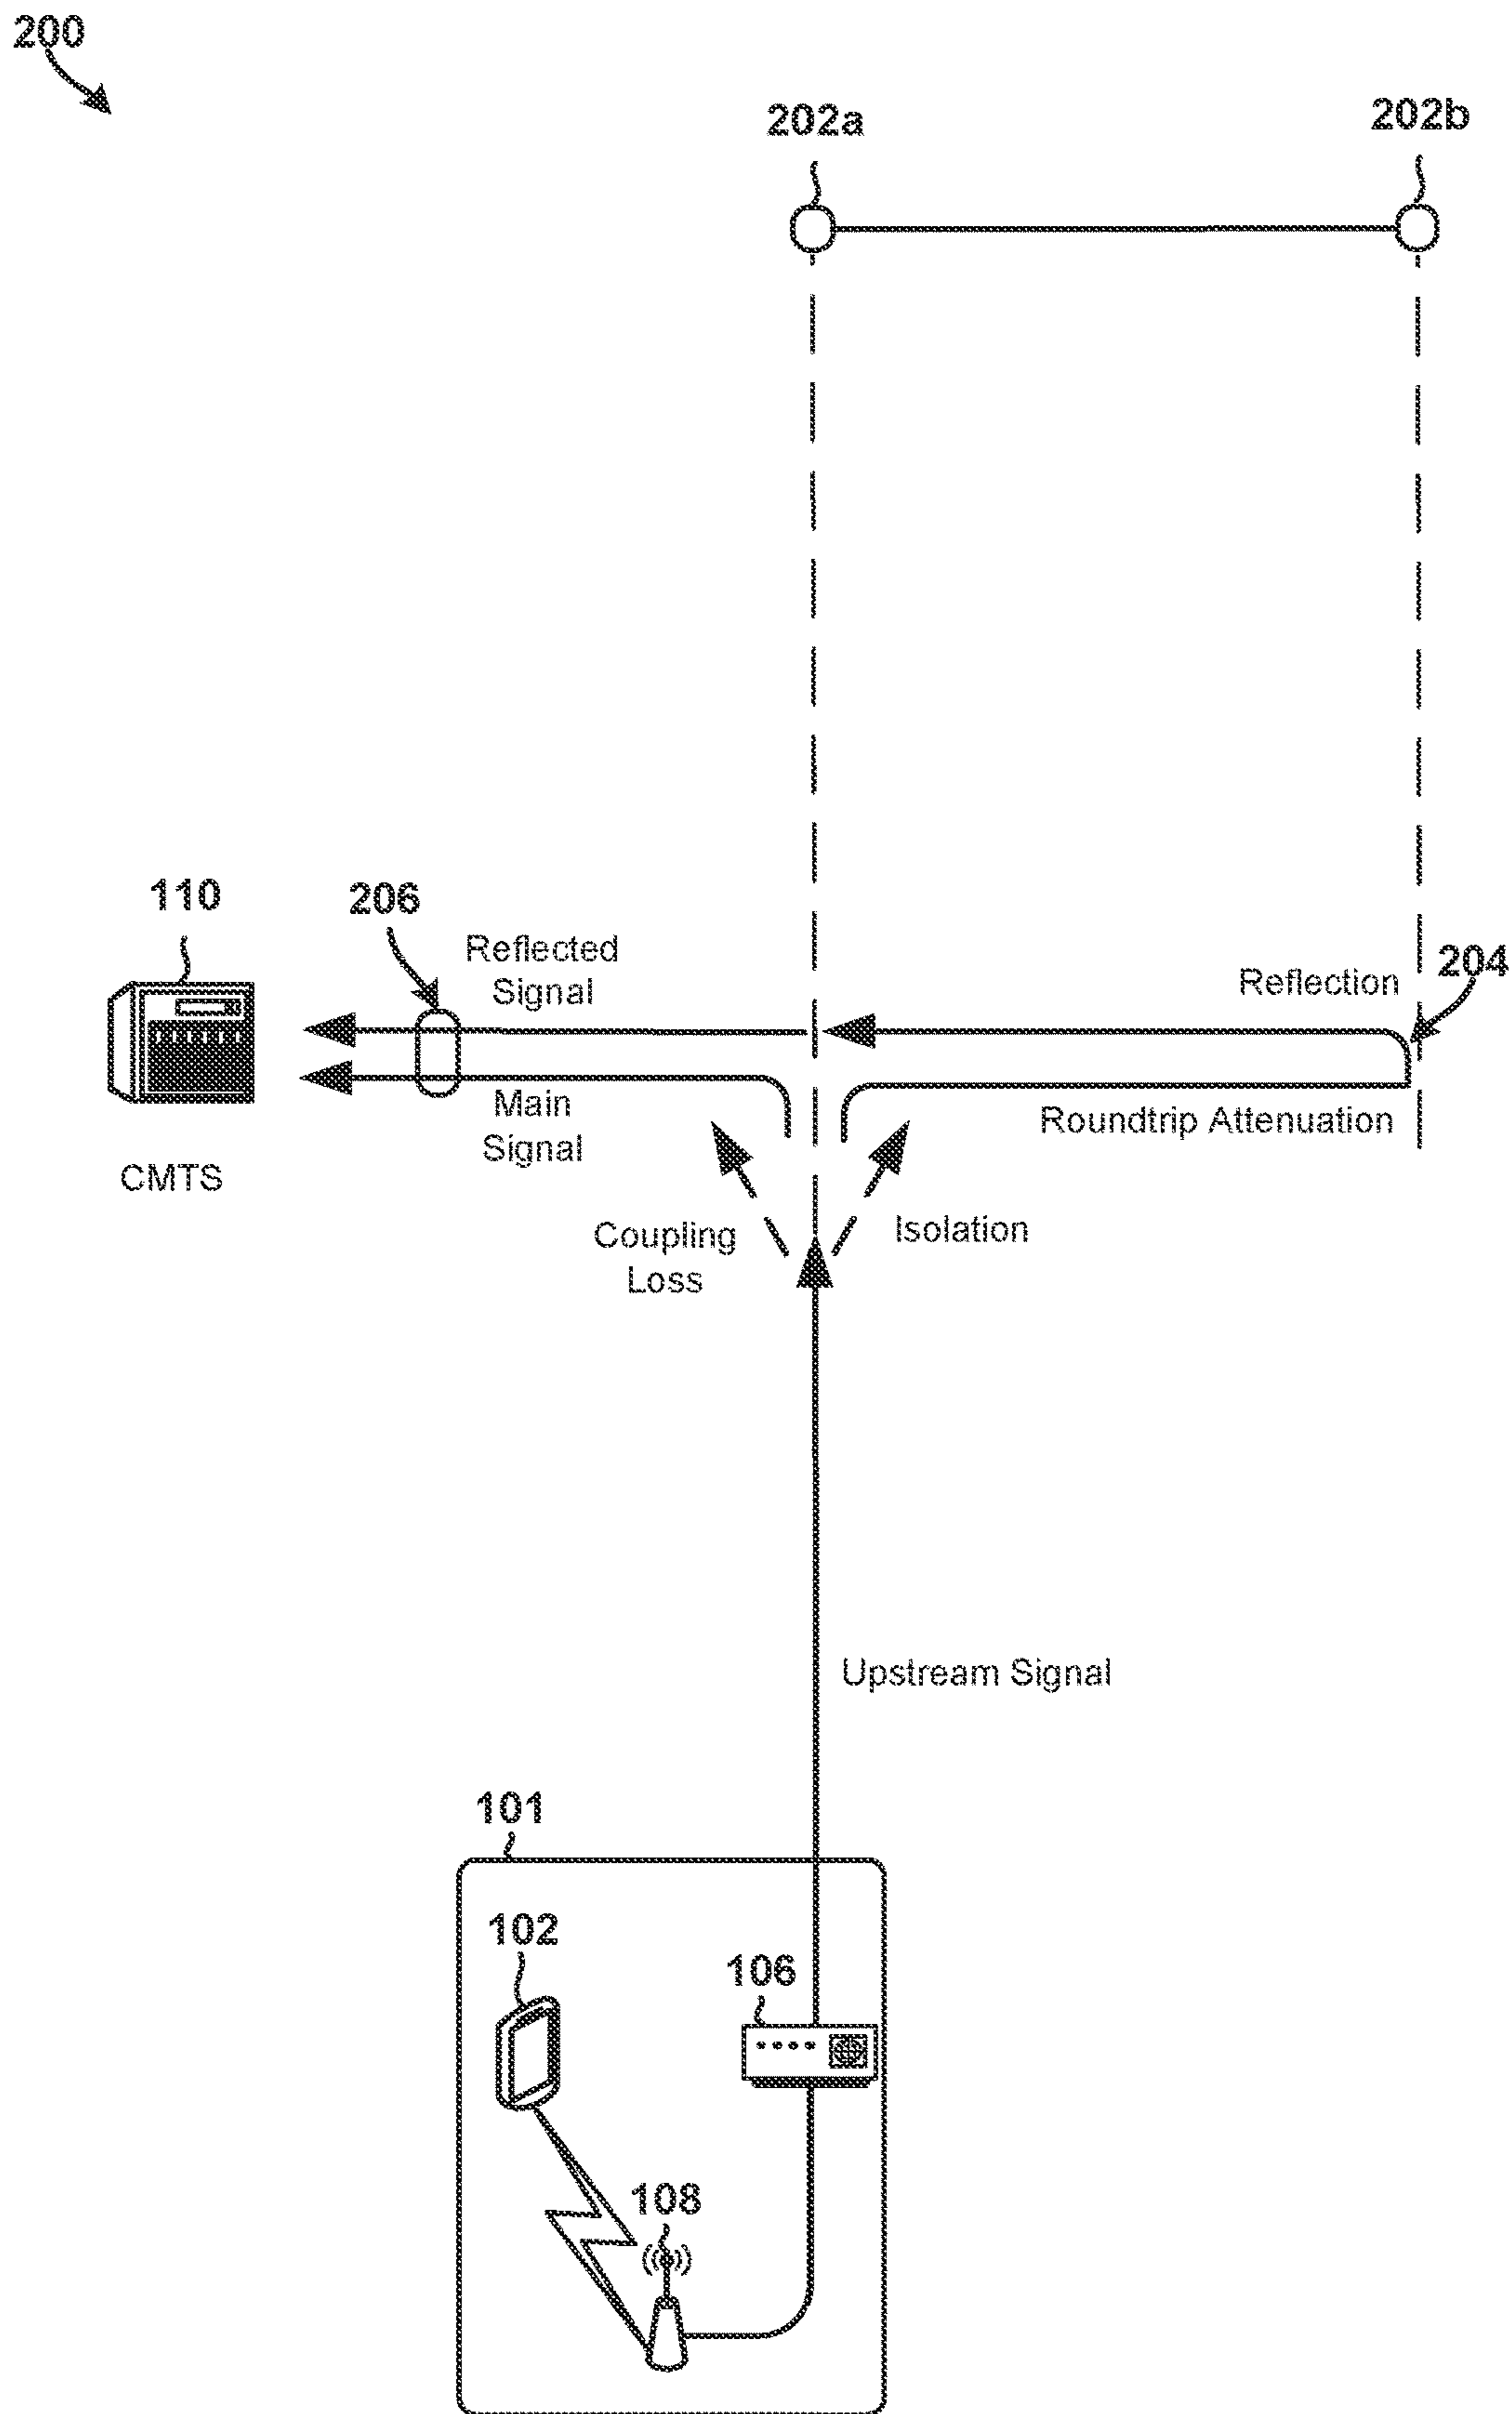 200
202a
202b
110
206
Reflected
Signal
Reflection
204
Main
Signal
Roundtrip Attenuation
CMTS
Coupling
Loss
Isolation
Upstream Signal
101
102
106
108